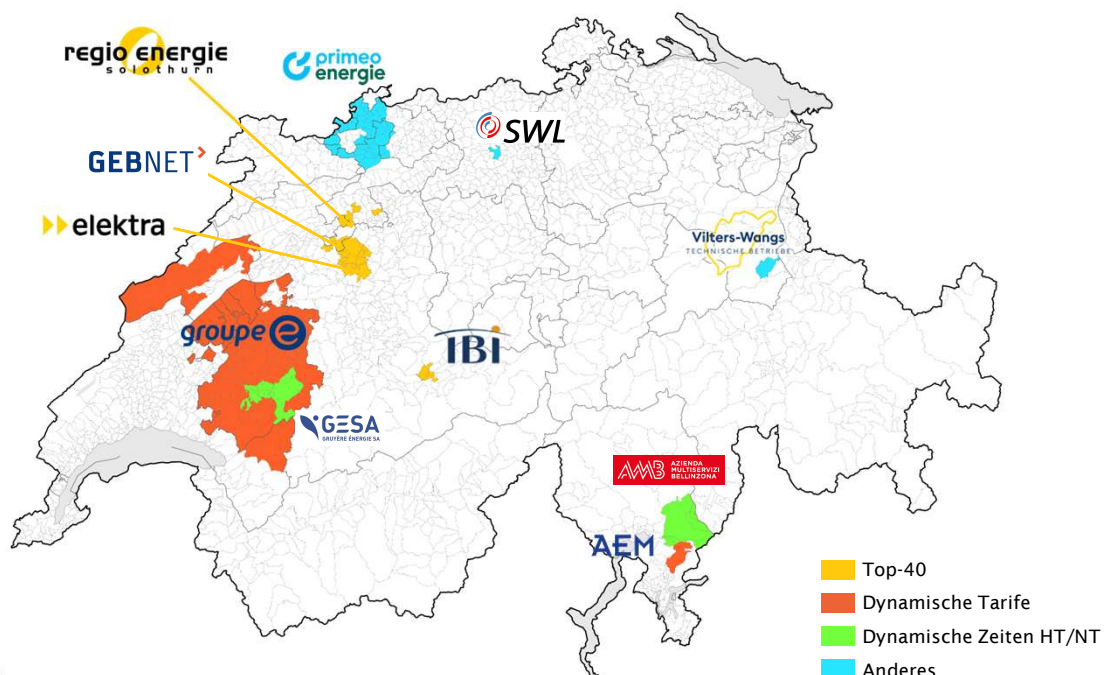 regio energie
solothurn
primeo
energie
SWL
GEBNET
elektra
Vilters-Wangs
TECHNISCHE BETRIEBE
groupe e
IBI
GESA
GRUYÈRE ÉNERGIE SA
AMB AZIENDA
MULTISERVIZI
BELLINZONA
AEM
Top-40
Dynamische Tarife
Dynamische Zeiten HT/NT
Anderes